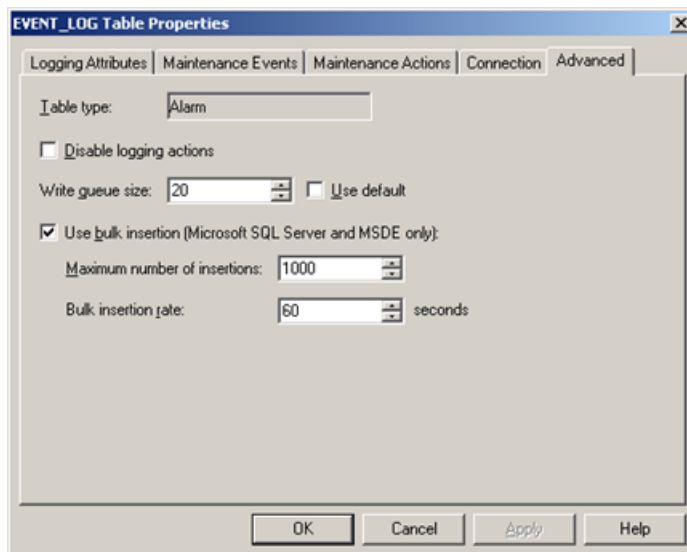 EVENT_LOG Table Properties
Logging Attributes Maintenance Events Maintenance Actions Connection Advanced
Table type: Alarm
Disable logging actions
Write queue size: 20 Use default
Use bulk insertion (Microsoft SQL Server and MSDE only):
Maximum number of insertions: 1000
Bulk insertion rate: 60 seconds
OK Cancel Apply Help